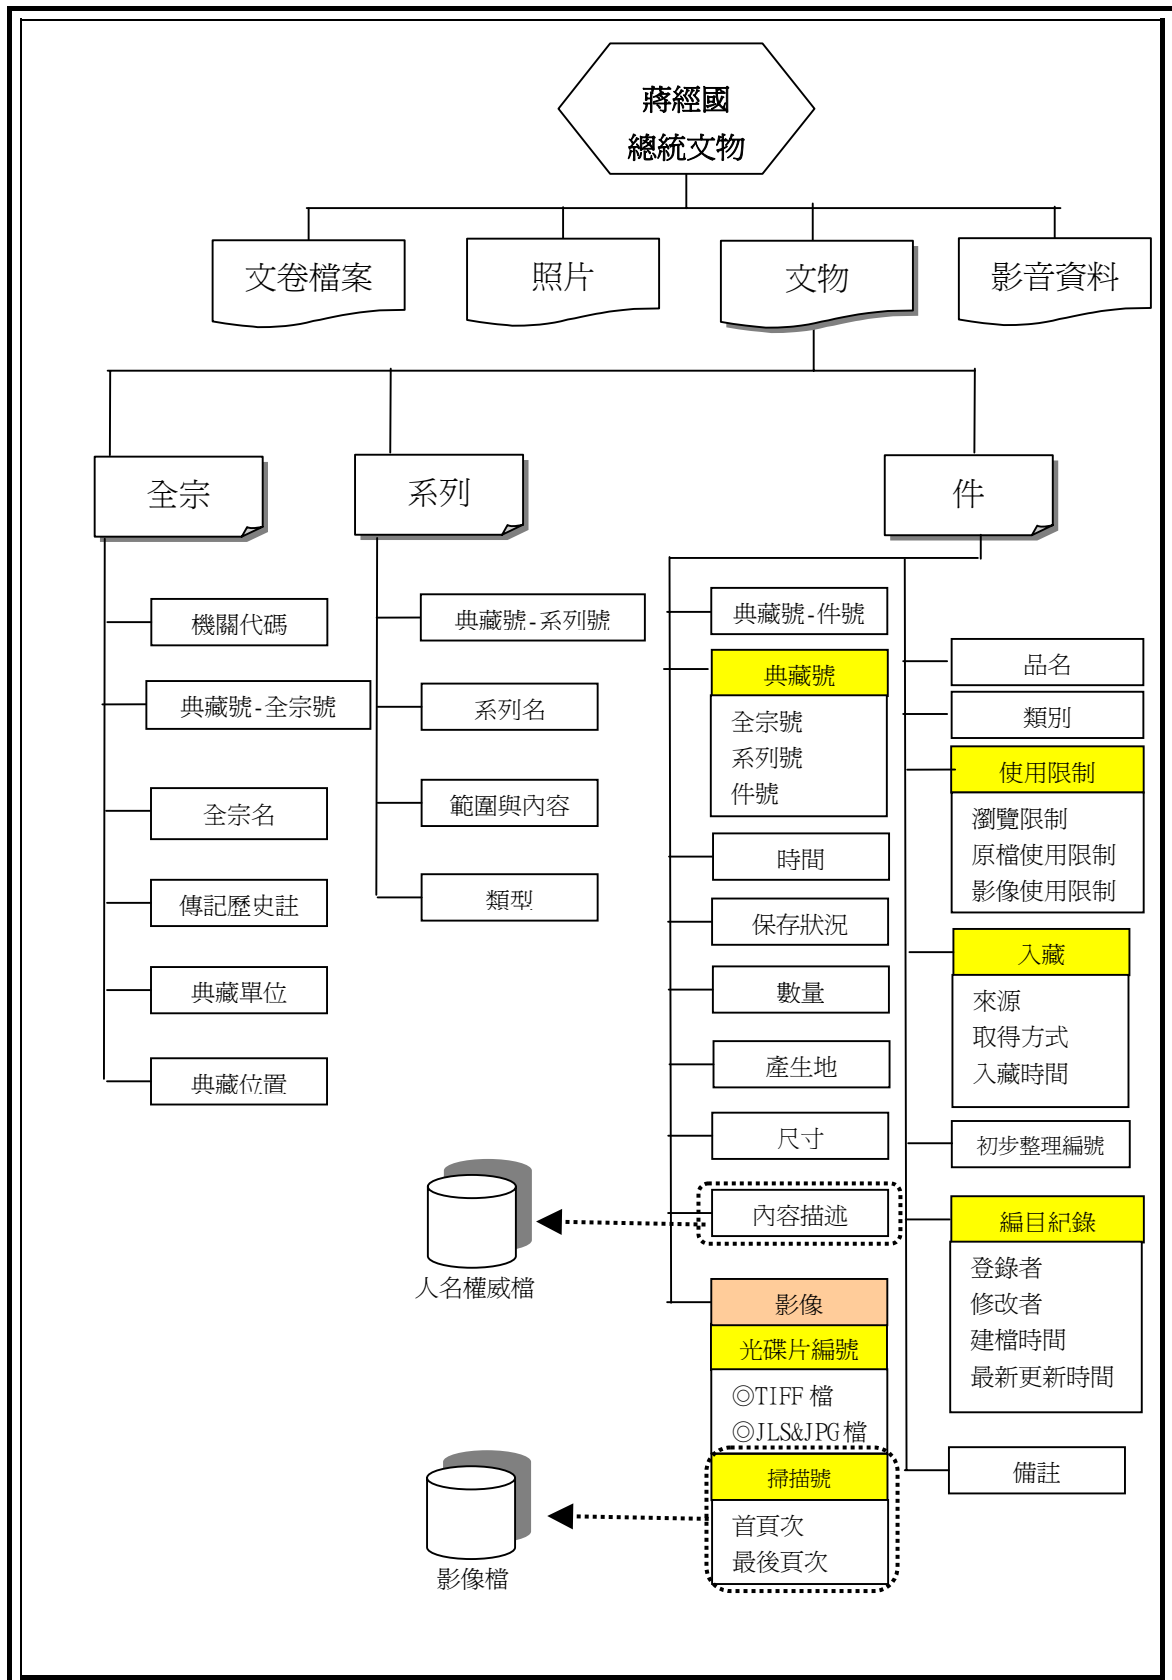 蔣經國
總統文物
文卷檔案
照片
文物
影音資料
全宗
系列
件
機關代碼
典藏號-全宗號
全宗名
傳記歷史註
典藏單位
典藏位置
典藏號-系列號
系列名
範圍與內容
類型
典藏號-件號
典藏號
全宗號
系列號
件號
時間
保存狀況
數量
產生地
尺寸
內容描述
影像
光碟片編號
◎TIFF 檔
◎JLS&JPG檔
掃描號
首頁次
最後頁次
品名
類別
使用限制
瀏覽限制
原檔使用限制
影像使用限制
入藏
來源
取得方式
入藏時間
初步整理編號
編目紀錄
登錄者
修改者
建檔時間
最新更新時間
備註
人名權威檔
影像檔